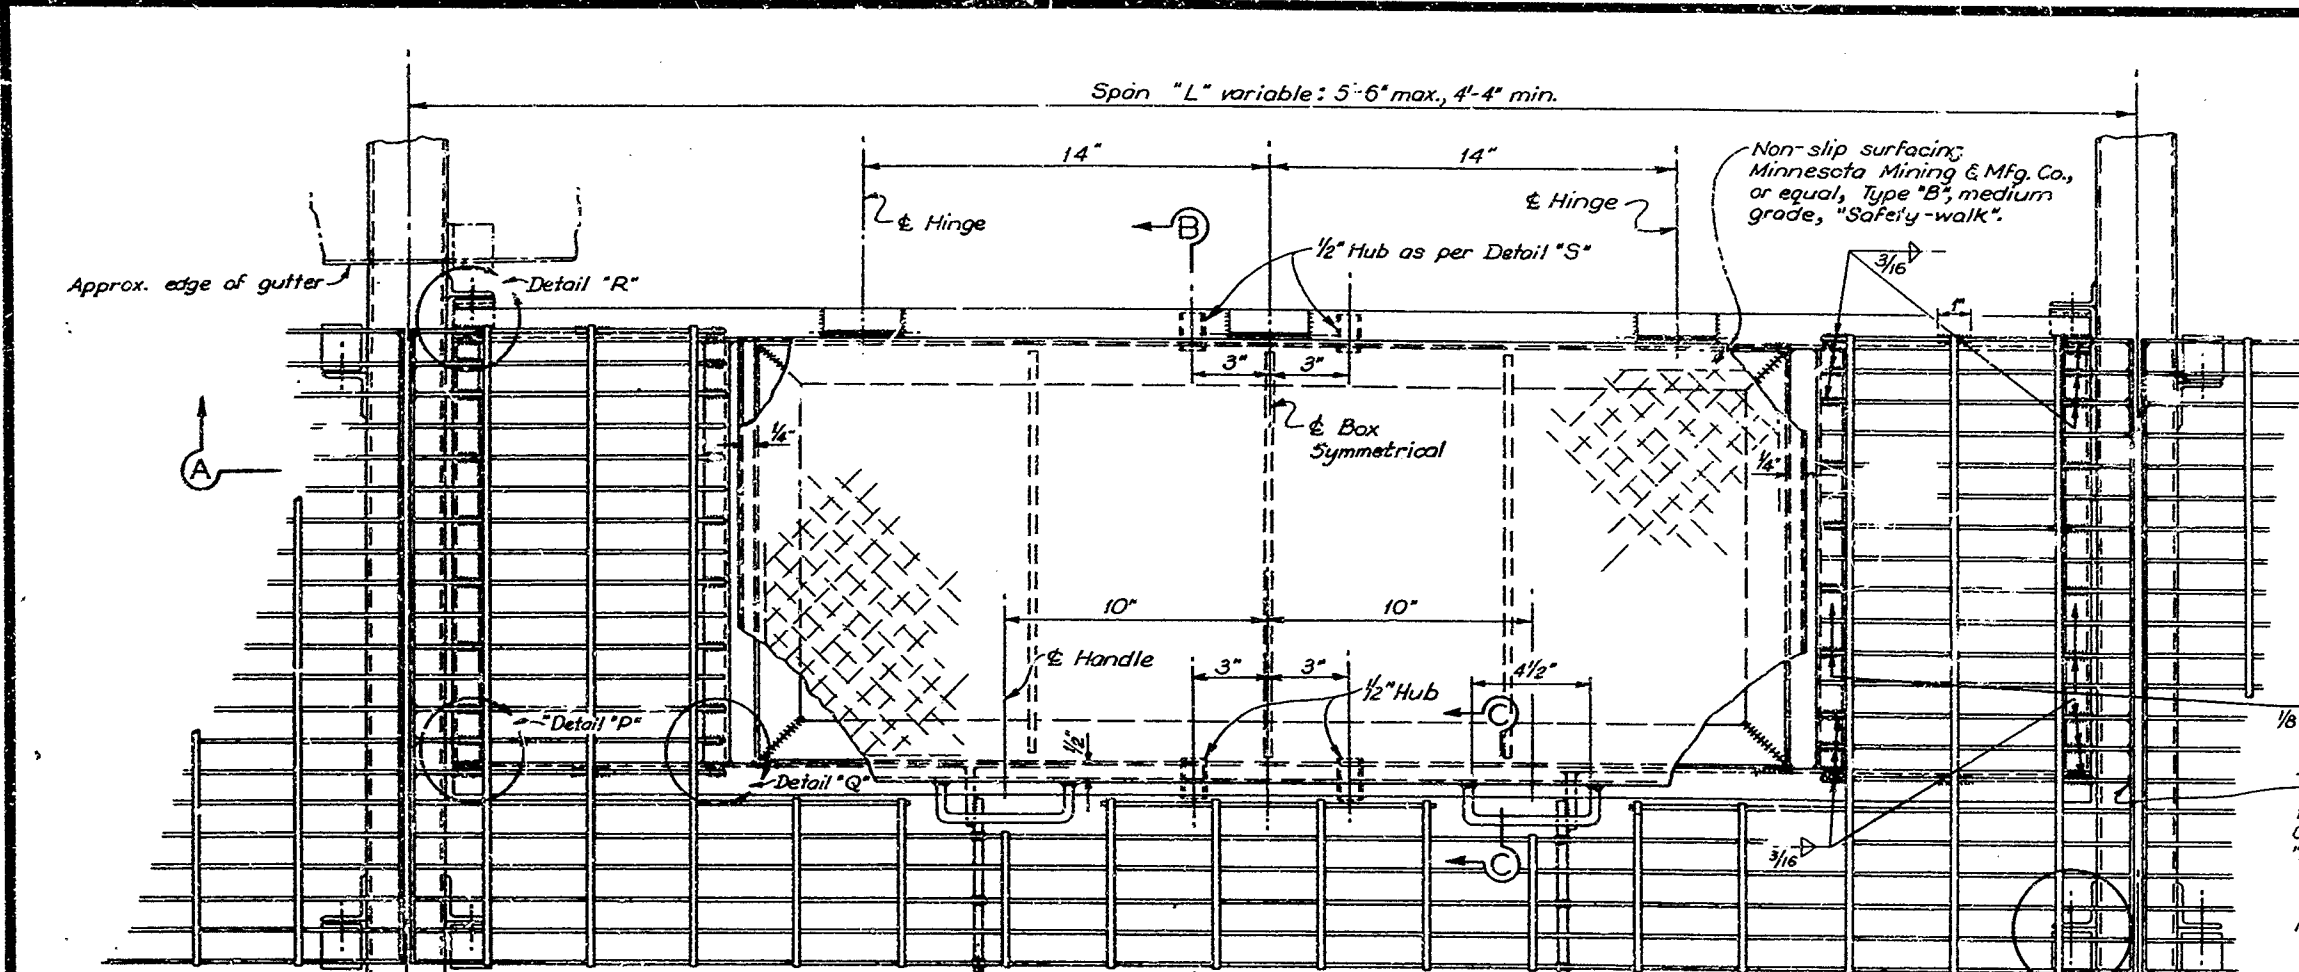 Span "L" variable: 5'-6" max., 4'-4" min.
14"
14"
Non-slip surfacing;
Minnesota Mining & Mfg. Co.,
or equal, Type "B", medium
grade, "Safety-walk".
℄ Hinge
B
℄ Hinge
1/2" Hub as per Detail "S"
3/16
Approx. edge of gutter
Detail "R"
1"
3"
3"
℄ Box
Symmetrical
1/4"
1/4"
A
10"
10"
℄ Handle
3"
3"
4 1/2"
1/2" Hub
C
"Detail "P"
1/2"
1/8
Detail "Q"
3/16
C